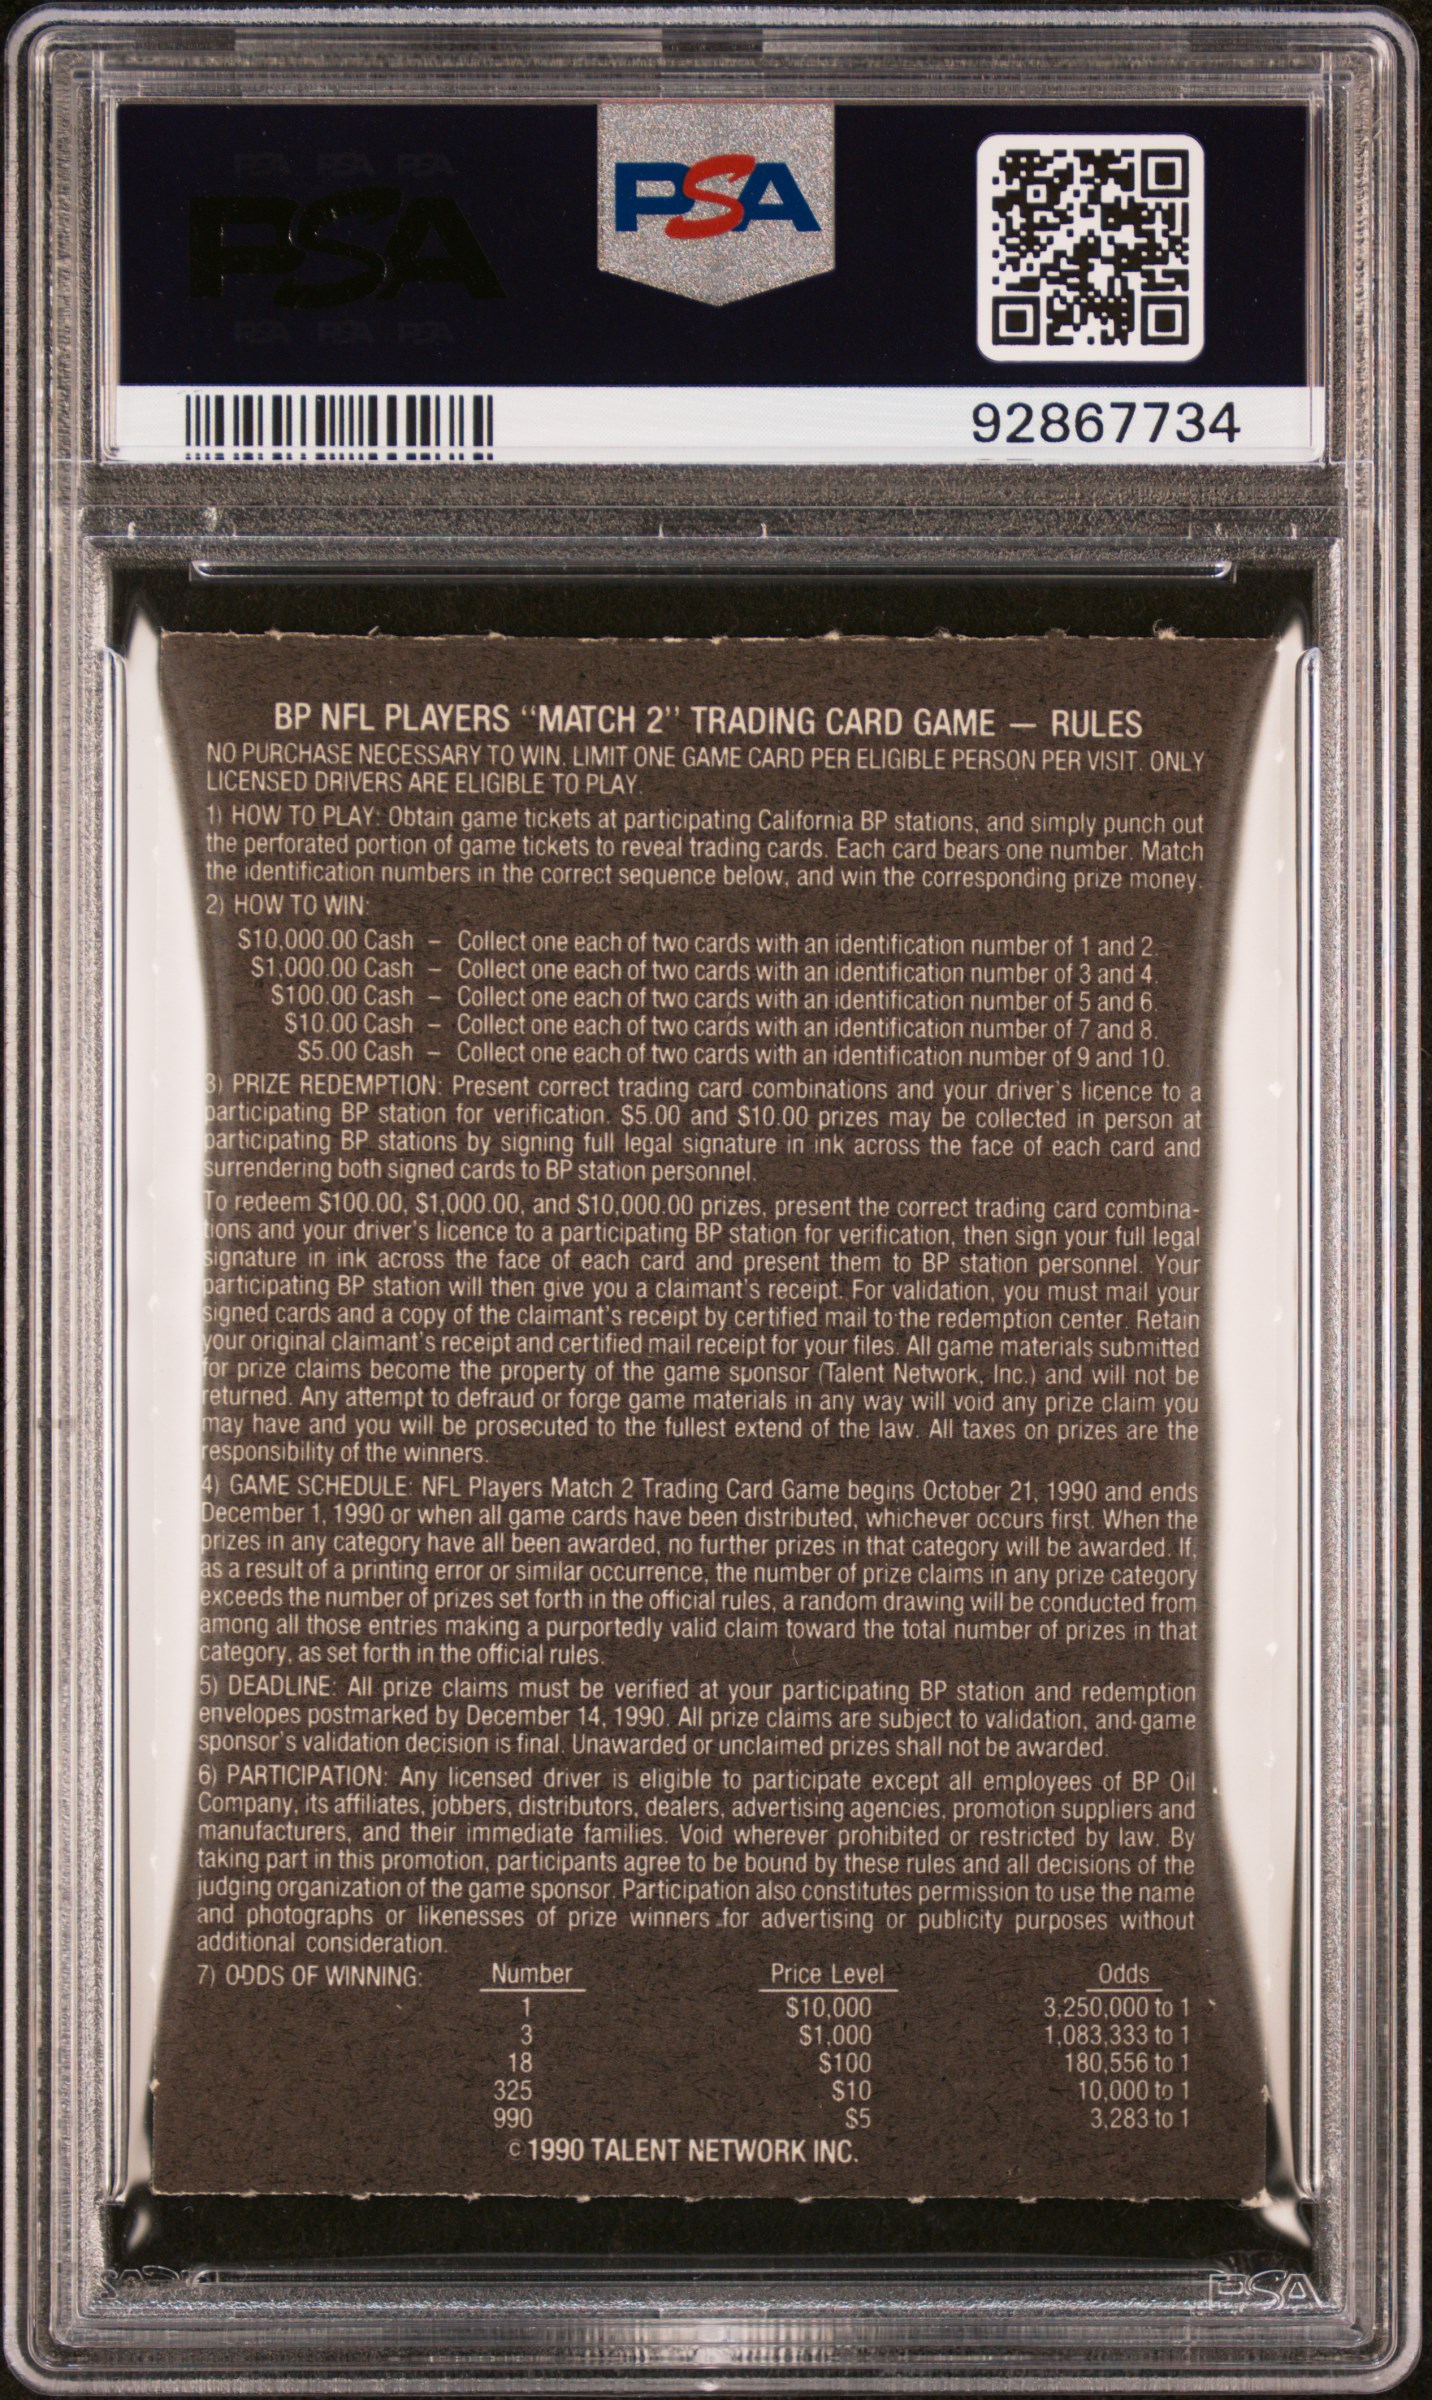 PSA PSA PSA
PSA
PSA PSA PSA
PSA
92867734
BP NFL PLAYERS “MATCH 2” TRADING CARD GAME — RULES
NO PURCHASE NECESSARY TO WIN. LIMIT ONE GAME CARD PER ELIGIBLE PERSON PER VISIT. ONLY
LICENSED DRIVERS ARE ELIGIBLE TO PLAY.
1) HOW TO PLAY: Obtain game tickets at participating California BP stations, and simply punch out
the perforated portion of game tickets to reveal trading cards. Each card bears one number. Match
the identification numbers in the correct sequence below, and win the corresponding prize money.
2) HOW TO WIN:
$10,000.00 Cash – Collect one each of two cards with an identification number of 1 and 2.
$1,000.00 Cash – Collect one each of two cards with an identification number of 3 and 4.
$100.00 Cash – Collect one each of two cards with an identification number of 5 and 6.
$10.00 Cash – Collect one each of two cards with an identification number of 7 and 8.
$5.00 Cash – Collect one each of two cards with an identification number of 9 and 10.
3) PRIZE REDEMPTION: Present correct trading card combinations and your driver's licence to a
participating BP station for verification. $5.00 and $10.00 prizes may be collected in person at
participating BP stations by signing full legal signature in ink across the face of each card and
surrendering both signed cards to BP station personnel.
To redeem $100.00, $1,000.00, and $10,000.00 prizes, present the correct trading card combina-
tions and your driver's licence to a participating BP station for verification, then sign your full legal
signature in ink across the face of each card and present them to BP station personnel. Your
participating BP station will then give you a claimant's receipt. For validation, you must mail your
signed cards and a copy of the claimant's receipt by certified mail to the redemption center. Retain
your original claimant's receipt and certified mail receipt for your files. All game materials submitted
for prize claims become the property of the game sponsor (Talent Network, Inc.) and will not be
returned. Any attempt to defraud or forge game materials in any way will void any prize claim you
may have and you will be prosecuted to the fullest extend of the law. All taxes on prizes are the
responsibility of the winners.
4) GAME SCHEDULE: NFL Players Match 2 Trading Card Game begins October 21, 1990 and ends
December 1, 1990 or when all game cards have been distributed, whichever occurs first. When the
prizes in any category have all been awarded, no further prizes in that category will be awarded. If,
as a result of a printing error or similar occurrence, the number of prize claims in any prize category
exceeds the number of prizes set forth in the official rules, a random drawing will be conducted from
among all those entries making a purportedly valid claim toward the total number of prizes in that
category, as set forth in the official rules.
5) DEADLINE: All prize claims must be verified at your participating BP station and redemption
envelopes postmarked by December 14, 1990. All prize claims are subject to validation, and game
sponsor's validation decision is final. Unawarded or unclaimed prizes shall not be awarded.
6) PARTICIPATION: Any licensed driver is eligible to participate except all employees of BP Oil
Company, its affiliates, jobbers, distributors, dealers, advertising agencies, promotion suppliers and
manufacturers, and their immediate families. Void wherever prohibited or restricted by law. By
taking part in this promotion, participants agree to be bound by these rules and all decisions of the
judging organization of the game sponsor. Participation also constitutes permission to use the name
and photographs or likenesses of prize winners for advertising or publicity purposes without
additional consideration.
7) ODDS OF WINNING: Number Price Level Odds
1 $10,000 3,250,000 to 1
3 $1,000 1,083,333 to 1
18 $100 180,556 to 1
325 $10 10,000 to 1
990 $5 3,283 to 1
© 1990 TALENT NETWORK INC.
PSA